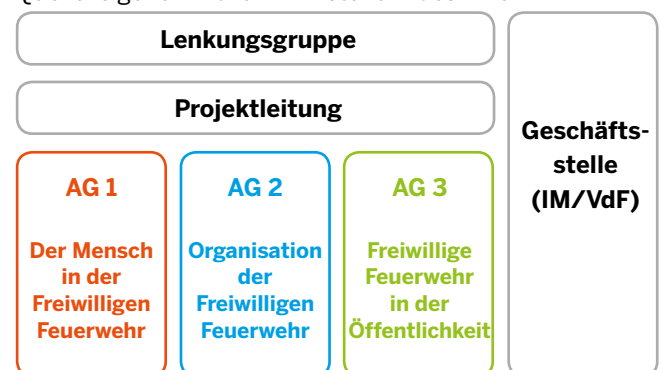 Lenkungsgruppe
Projektleitung
AG 1
Der Mensch
in der
Freiwilligen
Feuerwehr
AG 2
Organisation
der
Freiwilligen
Feuerwehr
AG 3
Freiwillige
Feuerwehr
in der
Öffentlichkeit
Geschäfts-
stelle
(IM/VdF)